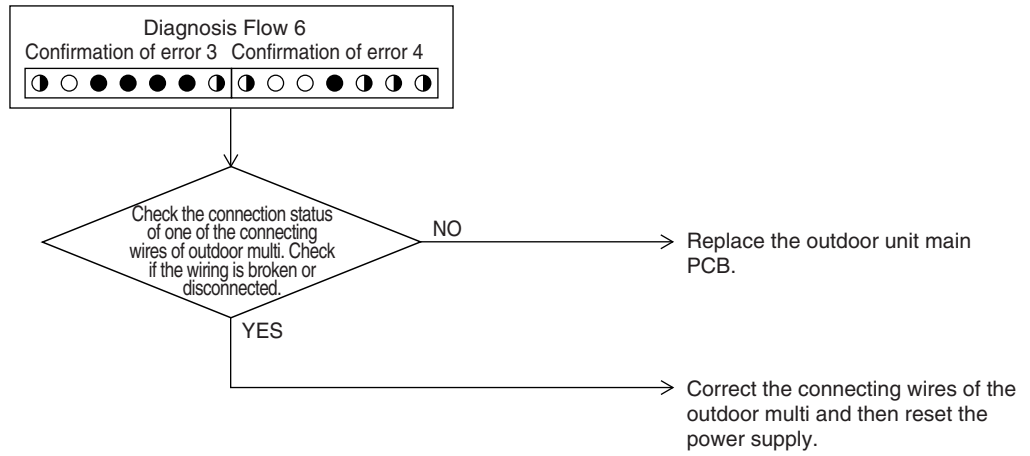 Diagnosis Flow 6
Confirmation of error 3 Confirmation of error 4
Check the connection status
of one of the connecting
wires of outdoor multi. Check
if the wiring is broken or
disconnected.
NO
Replace the outdoor unit main
PCB.
YES
Correct the connecting wires of the
outdoor multi and then reset the
power supply.